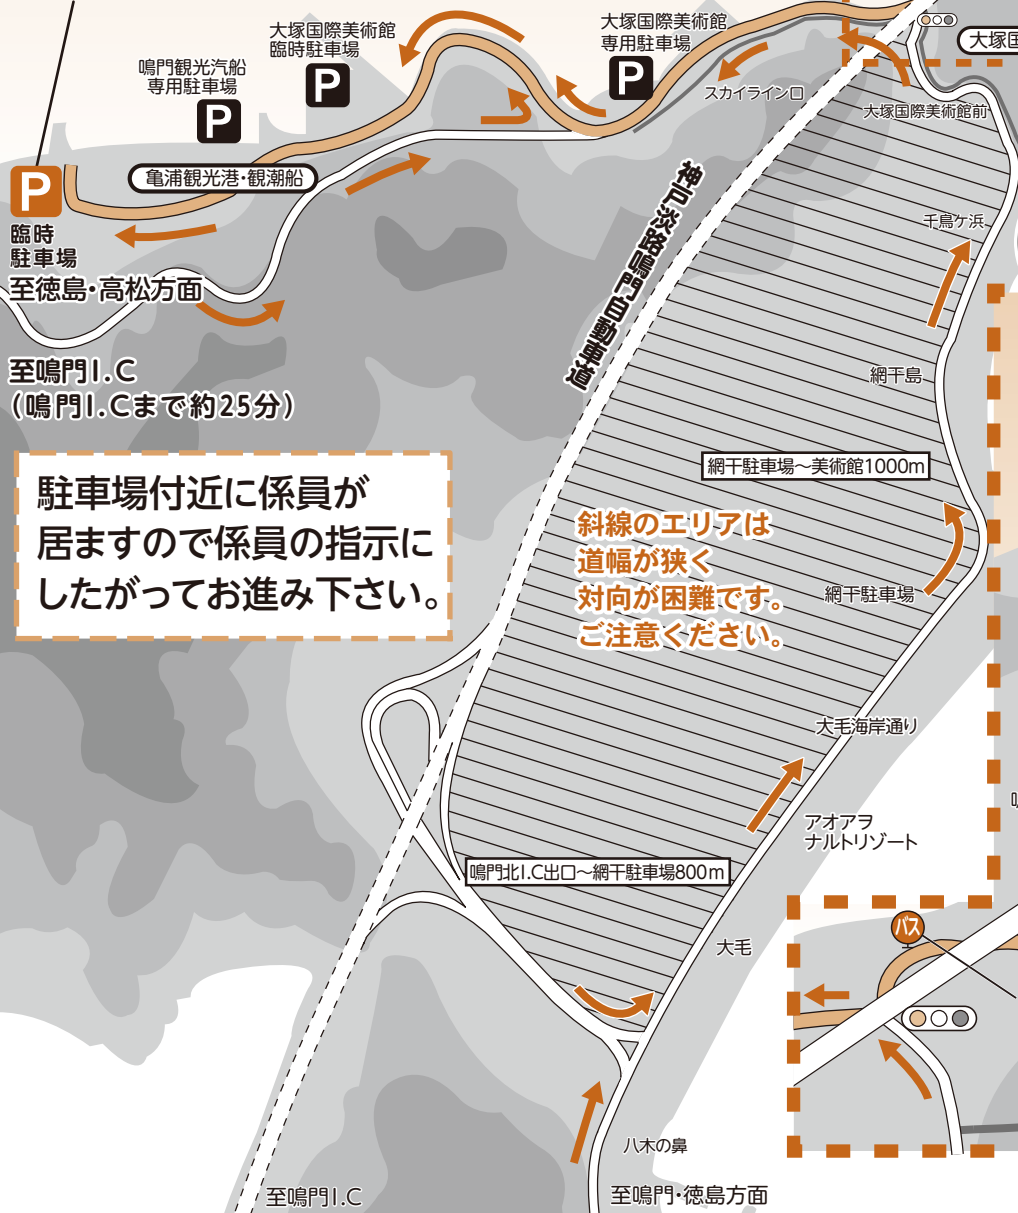 大塚国際美術館
臨時駐車場
大塚国際美術館
専用駐車場
大塚国
鳴門観光汽船
専用駐車場
P
P
P
スカイライン口
大塚国際美術館前
P
亀浦観光港・観潮船
臨時
駐車場
神戸淡路鳴門自動車道
千鳥ケ浜
至徳島・高松方面
至鳴門I.C
(鳴門I.Cまで約25分)
網干島
網干駐車場〜美術館1000m
駐車場付近に係員が
居ますので係員の指示に
したがってお進み下さい。
斜線のエリアは
道幅が狭く
対向が困難です。
ご注意ください。
網干駐車場
大毛海岸通り
アオアヲ
ナルトリゾート
鳴門北I.C出口〜網干駐車場800m
大毛
バス
八木の鼻
至鳴門I.C
至鳴門・徳島方面